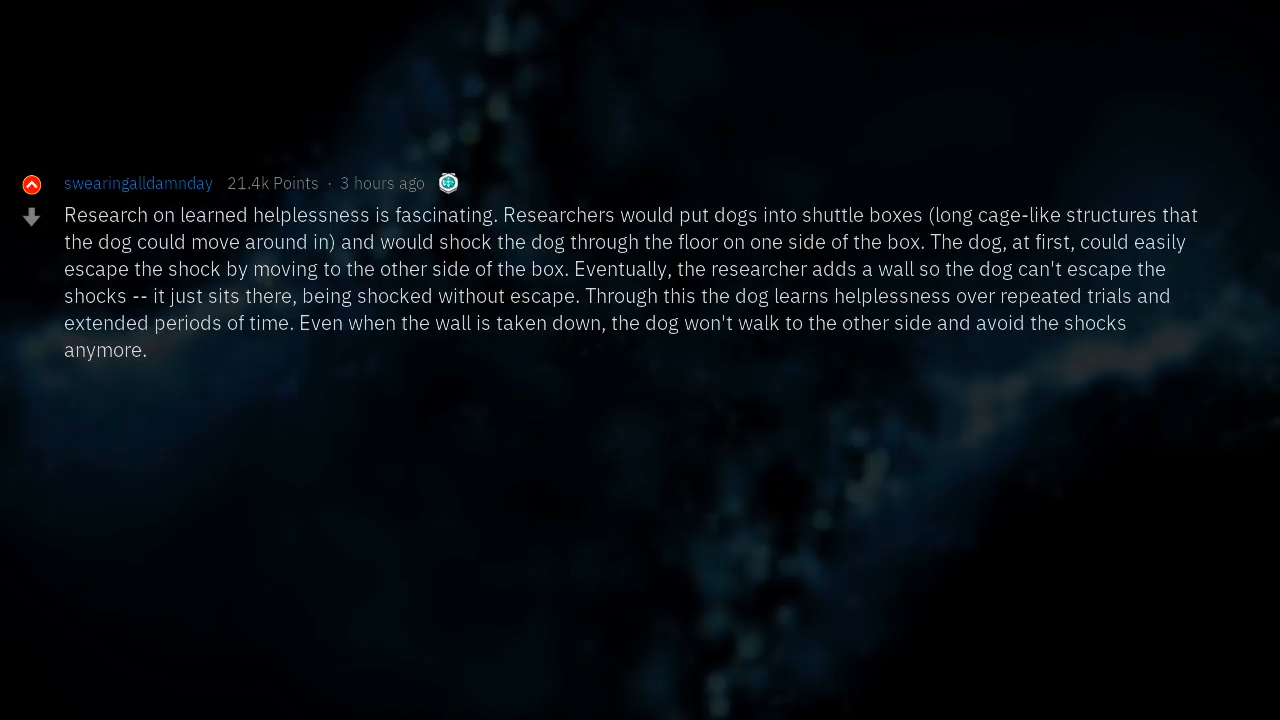 swearingalldamnday 21.4k Points · 3 hours ago
Research on learned helplessness is fascinating. Researchers would put dogs into shuttle boxes (long cage-like structures that
the dog could move around in) and would shock the dog through the floor on one side of the box. The dog, at first, could easily
escape the shock by moving to the other side of the box. Eventually, the researcher adds a wall so the dog can't escape the
shocks -- it just sits there, being shocked without escape. Through this the dog learns helplessness over repeated trials and
extended periods of time. Even when the wall is taken down, the dog won't walk to the other side and avoid the shocks
anymore.